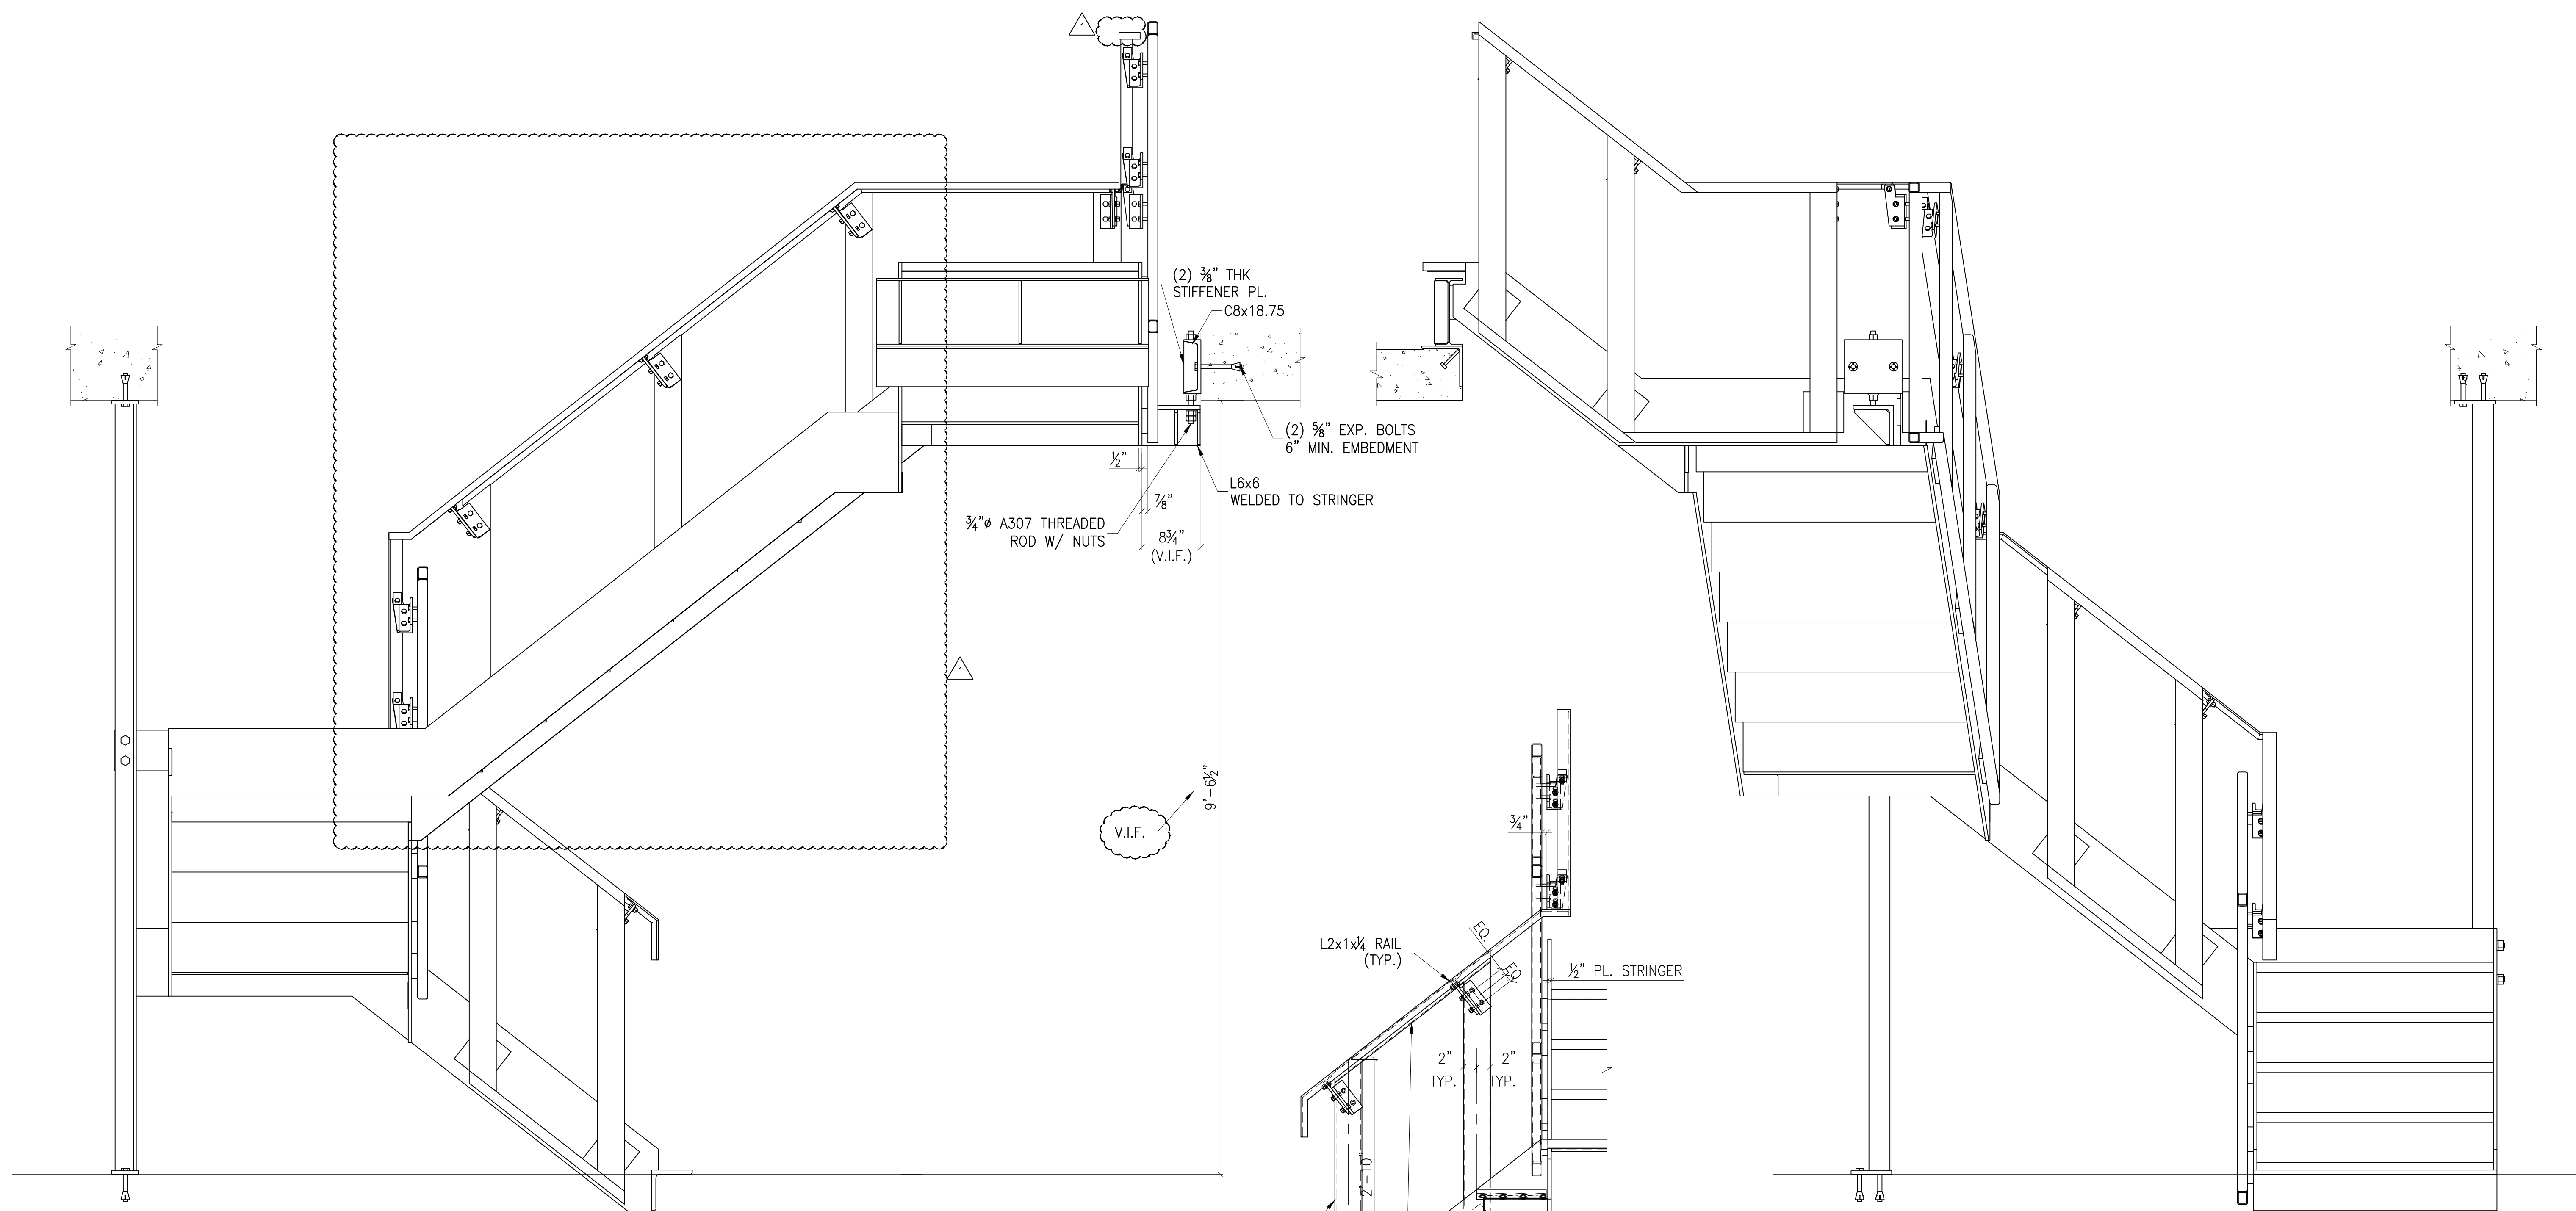 1
(2) ⅜" THK
STIFFENER PL.
C8x18.75
(2) ⅝" EXP. BOLTS
6" MIN. EMBEDMENT
½"
L6x6
WELDED TO STRINGER
⅞"
¾"ø A307 THREADED
ROD W/ NUTS
8¾"
(V.I.F.)
1
9'-6½"
V.I.F.
¾"
EQ.
EQ.
L2x1x¼ RAIL
(TYP.)
½" PL. STRINGER
2"
TYP.
2"
TYP.
2'-10"